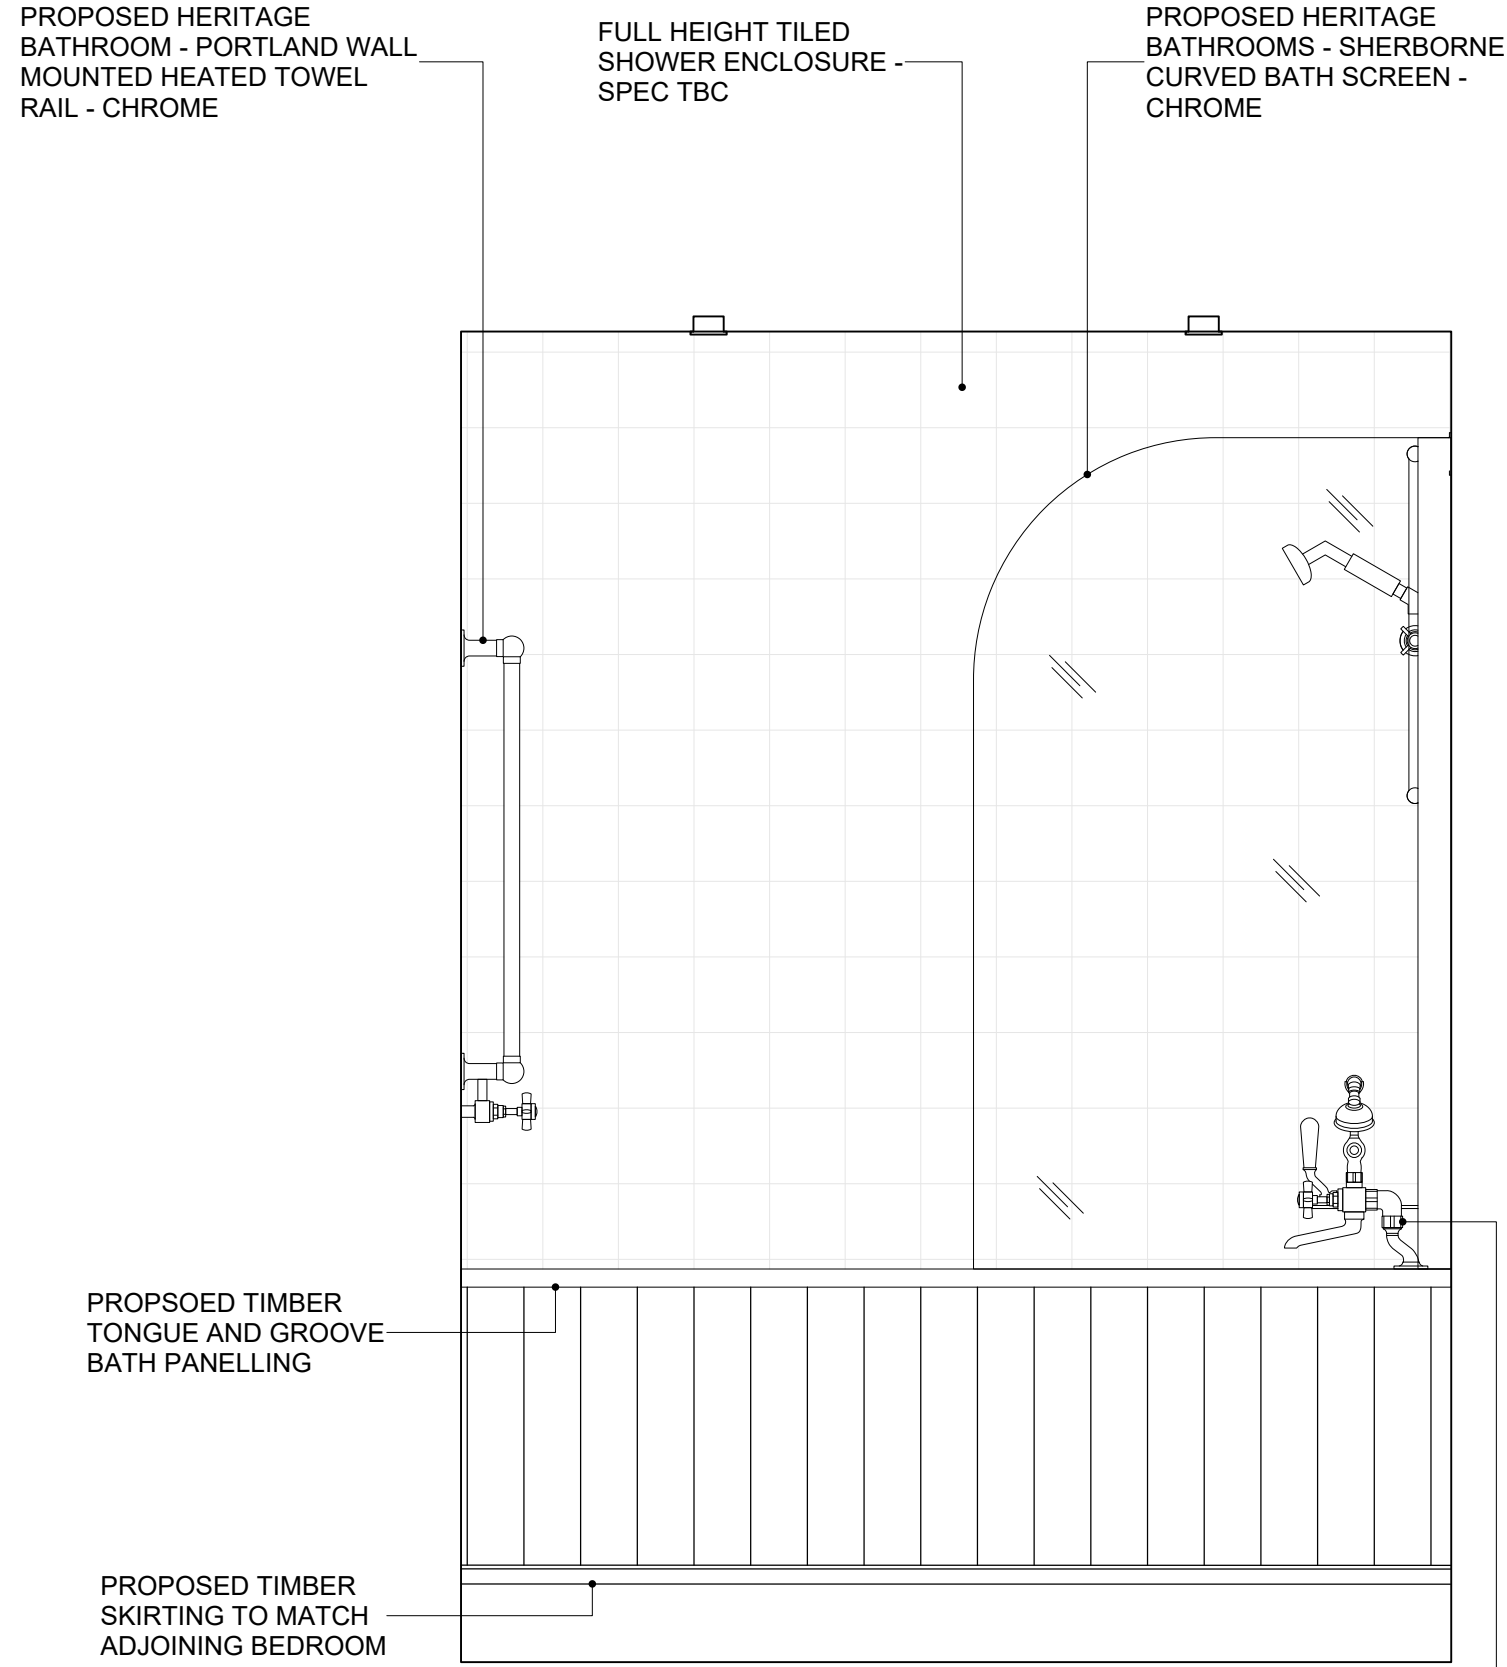 PROPOSED HERITAGE
BATHROOM - PORTLAND WALL
MOUNTED HEATED TOWEL
RAIL - CHROME
FULL HEIGHT TILED
SHOWER ENCLOSURE -
SPEC TBC
PROPOSED HERITAGE
BATHROOMS - SHERBORNE
CURVED BATH SCREEN -
CHROME
PROPSOED TIMBER
TONGUE AND GROOVE
BATH PANELLING
PROPOSED TIMBER
SKIRTING TO MATCH
ADJOINING BEDROOM